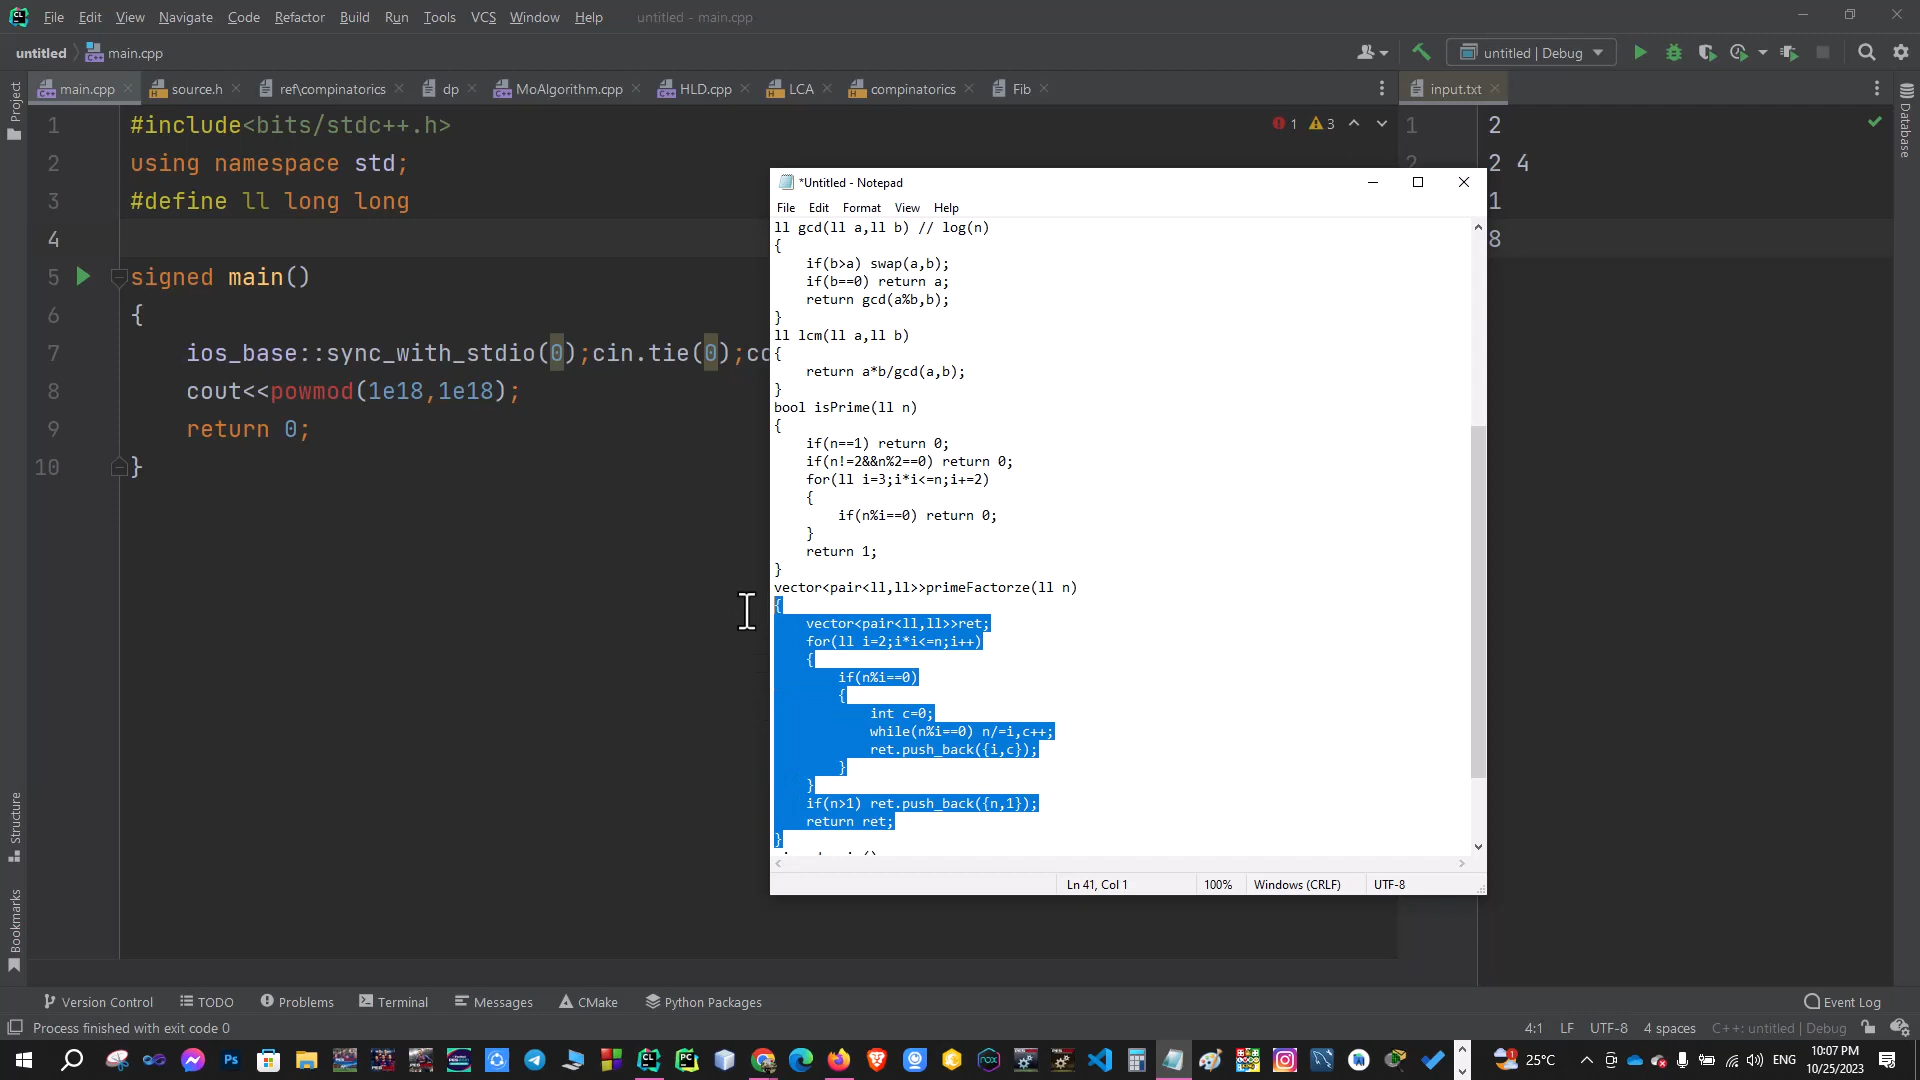 File Edit View Navigate Code Refactor Build Run Tools VCS Window Help untitled - main.cpp
untitled main.cpp untitled | Debug
main.cpp source.h ref\compinatorics dp MoAlgorithm.cpp HLD.cpp LCA compinatorics Fib input.txt
Project
Structure
Bookmarks
Database
1 #include<bits/stdc++.h>
2 using namespace std;
3 #define ll long long
4
5 signed main()
6 {
7 ios_base::sync_with_stdio(0);cin.tie(0);co
8 cout<<powmod(1e18,1e18);
9 return 0;
10 }
1 3
1 2
2 2 4
1
8
*Untitled - Notepad
File Edit Format View Help
ll gcd(ll a,ll b) // log(n)
{
if(b>a) swap(a,b);
if(b==0) return a;
return gcd(a%b,b);
}
ll lcm(ll a,ll b)
{
return a*b/gcd(a,b);
}
bool isPrime(ll n)
{
if(n==1) return 0;
if(n!=2&&n%2==0) return 0;
for(ll i=3;i*i<=n;i+=2)
{
if(n%i==0) return 0;
}
return 1;
}
vector<pair<ll,ll>>primeFactorze(ll n)
{
vector<pair<ll,ll>>ret;
for(ll i=2;i*i<=n;i++)
{
if(n%i==0)
{
int c=0;
while(n%i==0) n/=i,c++;
ret.push_back({i,c});
}
}
if(n>1) ret.push_back({n,1});
return ret;
}
Ln 41, Col 1 100% Windows (CRLF) UTF-8
Version Control TODO Problems Terminal Messages CMake Python Packages Event Log
Process finished with exit code 0 4:1 LF UTF-8 4 spaces C++: untitled | Debug
25°C ENG 10:07 PM
10/25/2023